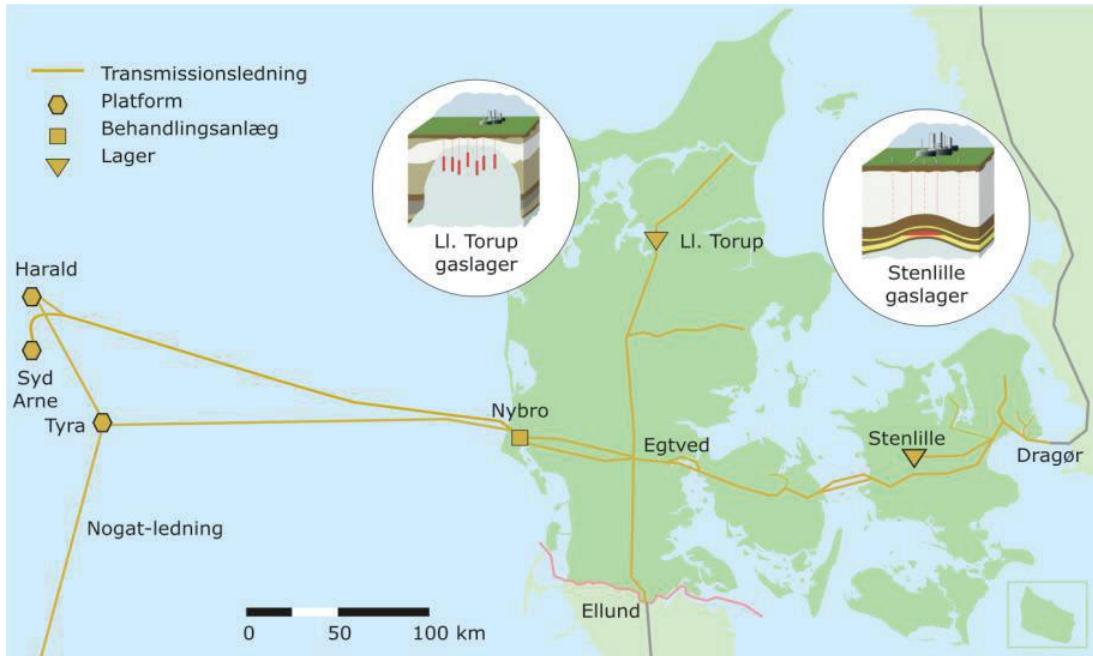 Transmissionsledning
Platform
Behandlingsanlæg
Lager
Ll. Torup
gaslager
Stenlille
gaslager
Ll. Torup
Harald
Syd
Arne
Tyra
Nybro
Egtved
Stenlille
Dragør
Nogat-ledning
Ellund
0 50 100 km